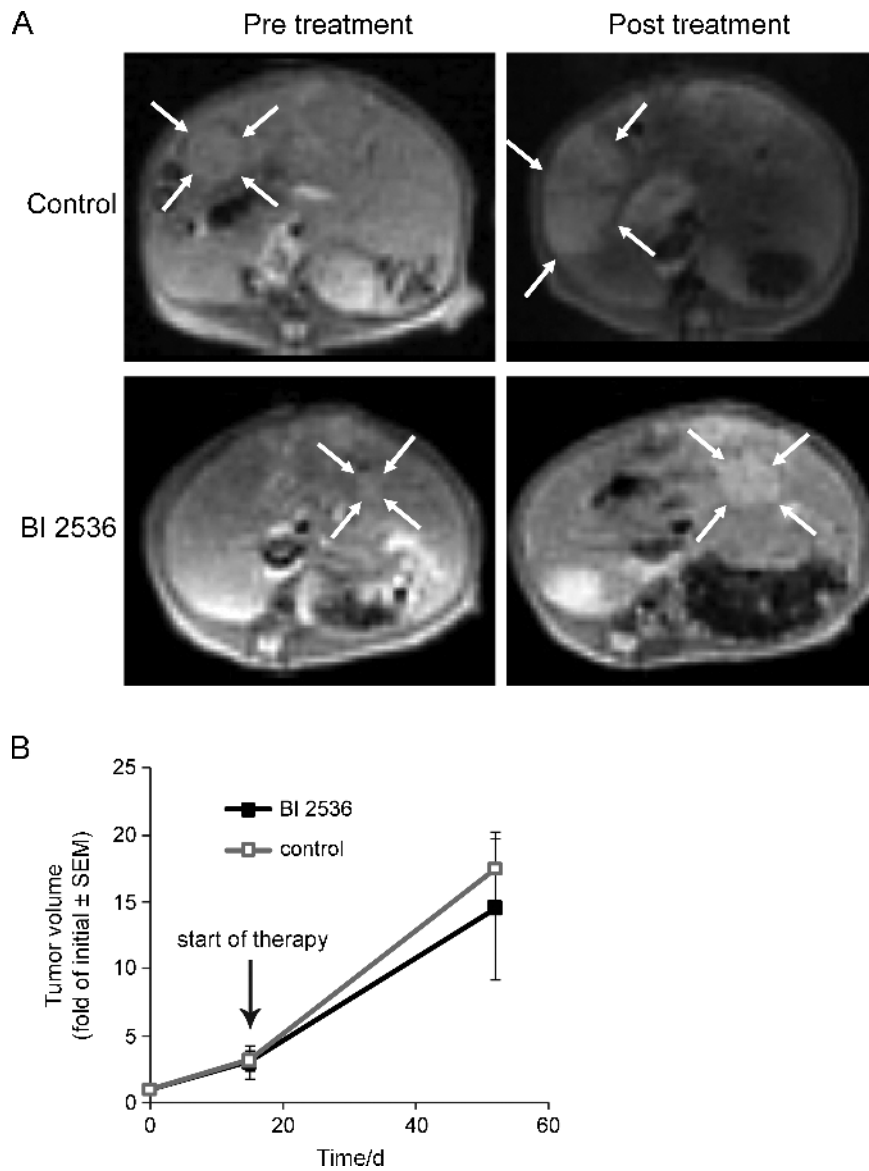 A
Pre treatment
Post treatment
Control
BI 2536
B
25
20
15
10
5
0
Tumor volume
(fold of initial ± SEM)
BI 2536
control
start of therapy
0
20
40
60
Time/d